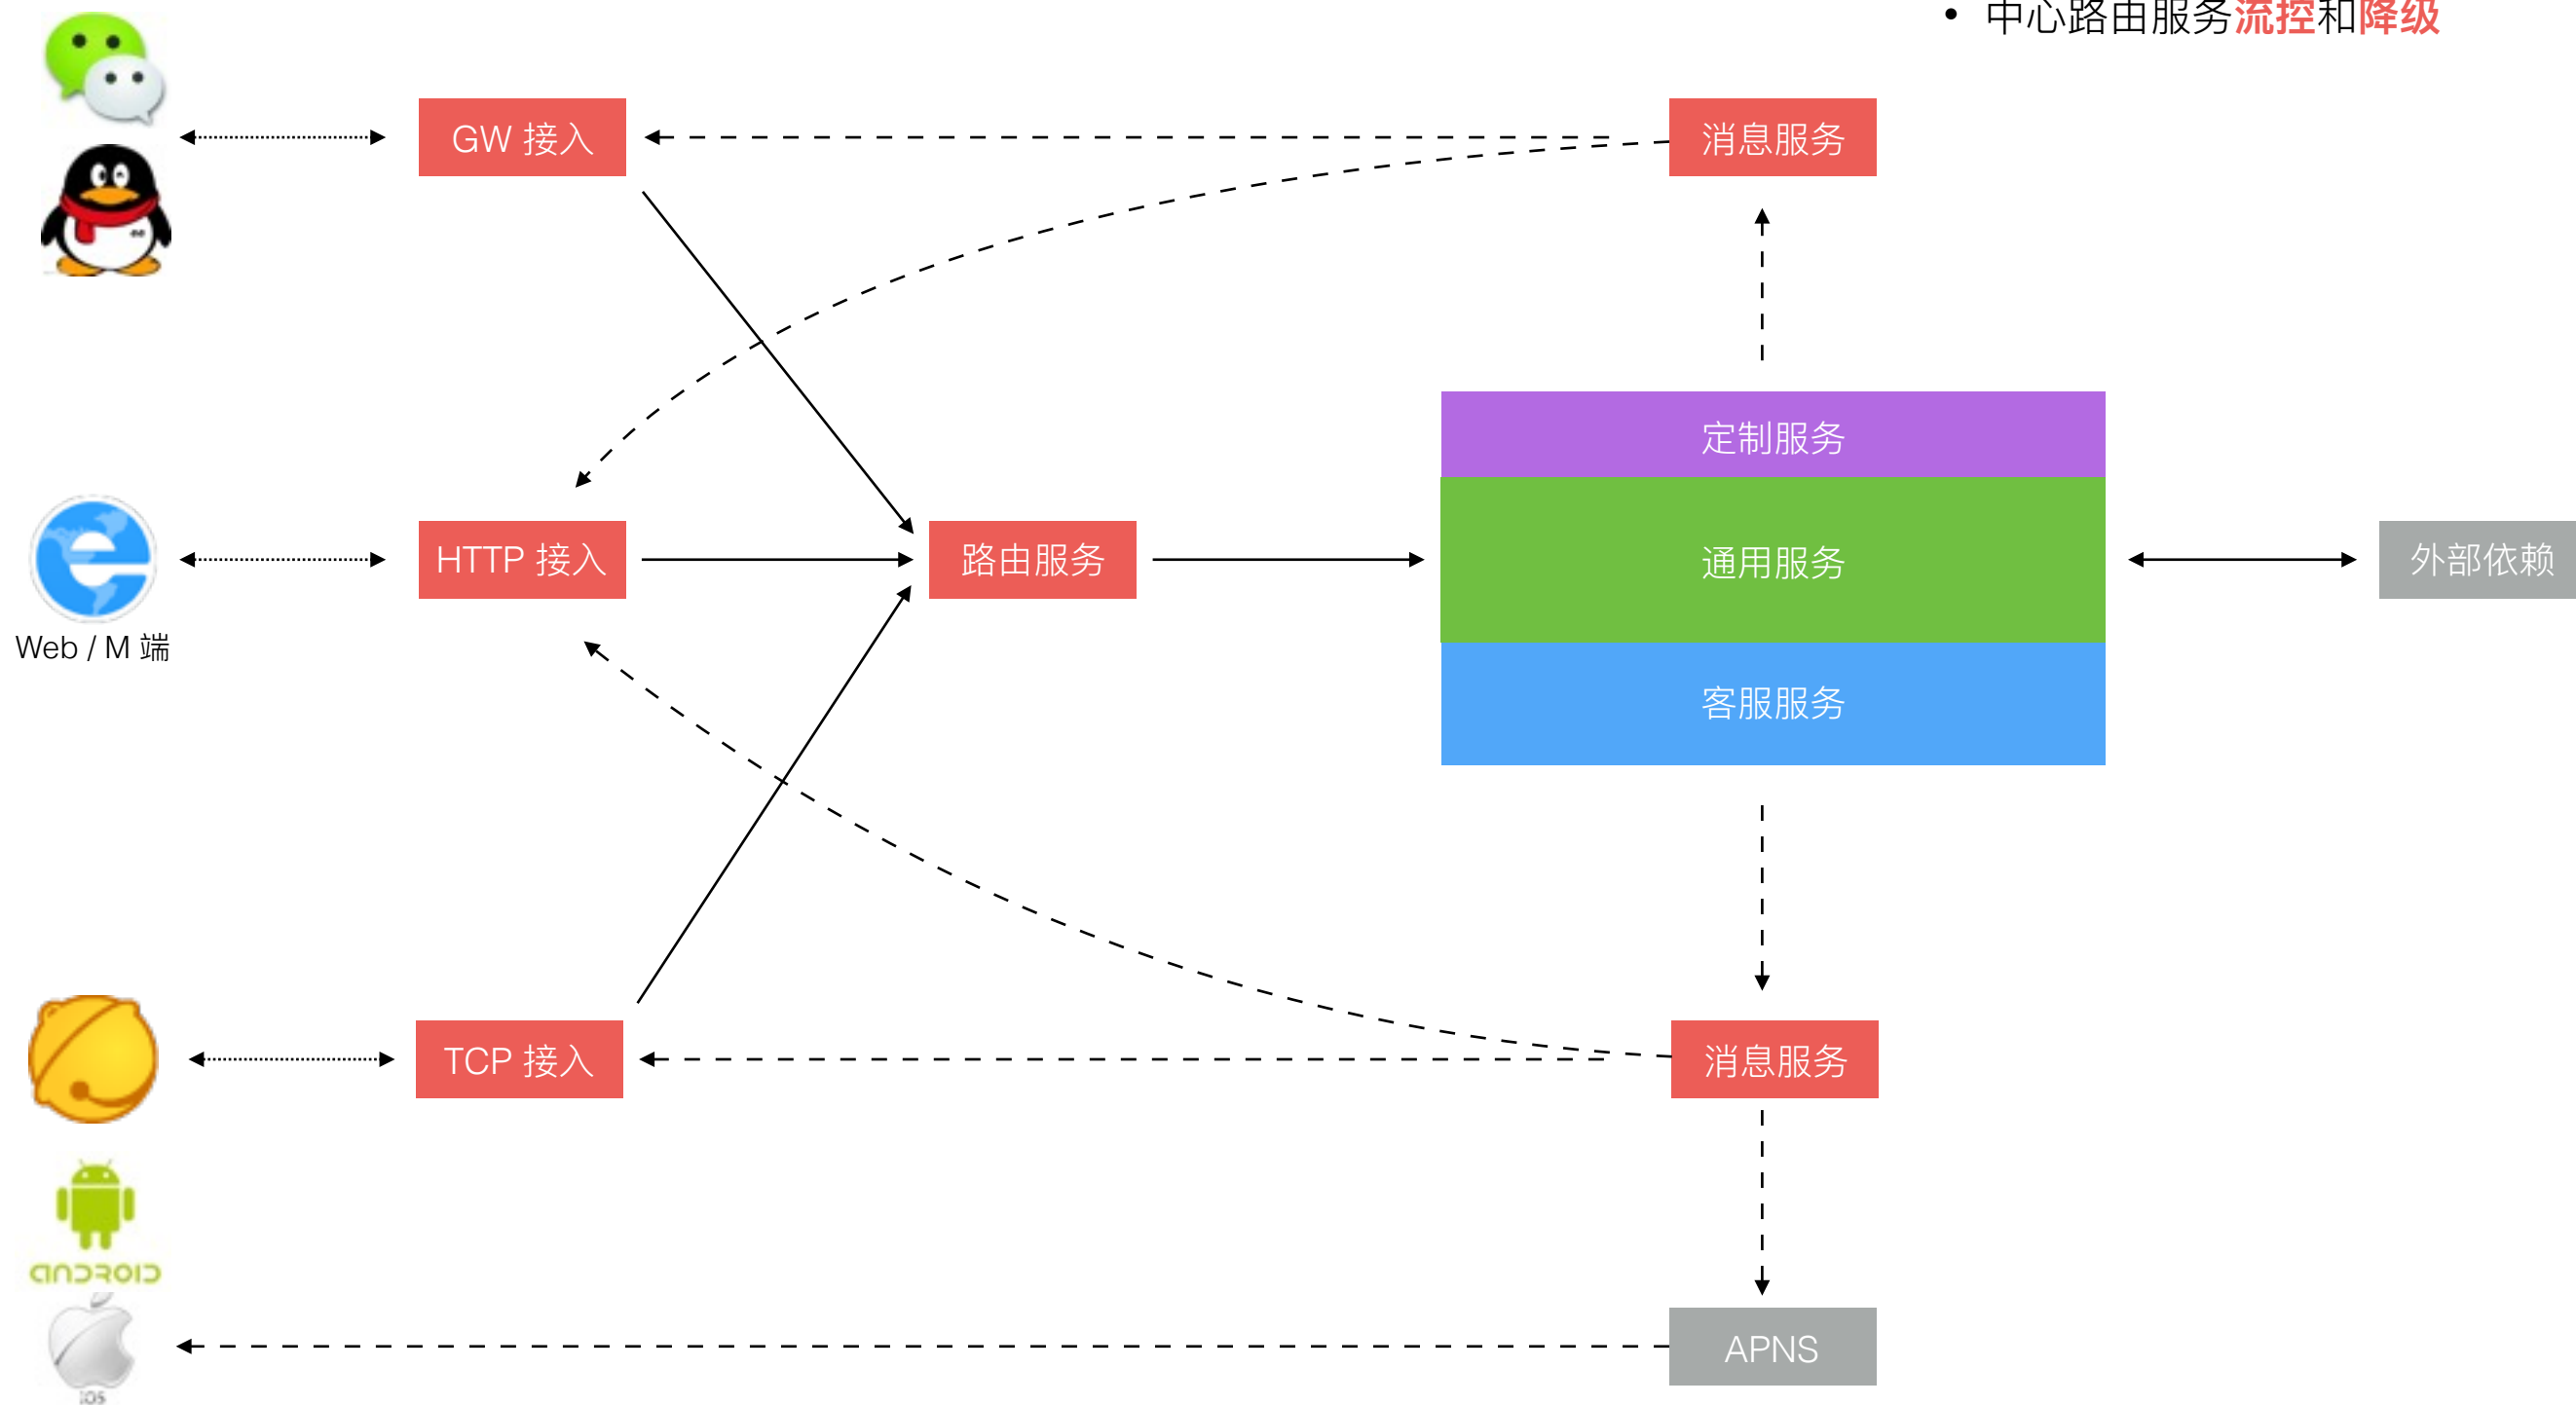 • 中心路由服务流控和降级
GW 接入
消息服务
定制服务
HTTP 接入
路由服务
通用服务
外部依赖
Web / M 端
客服服务
TCP 接入
消息服务
ANDROID
APNS
iOS